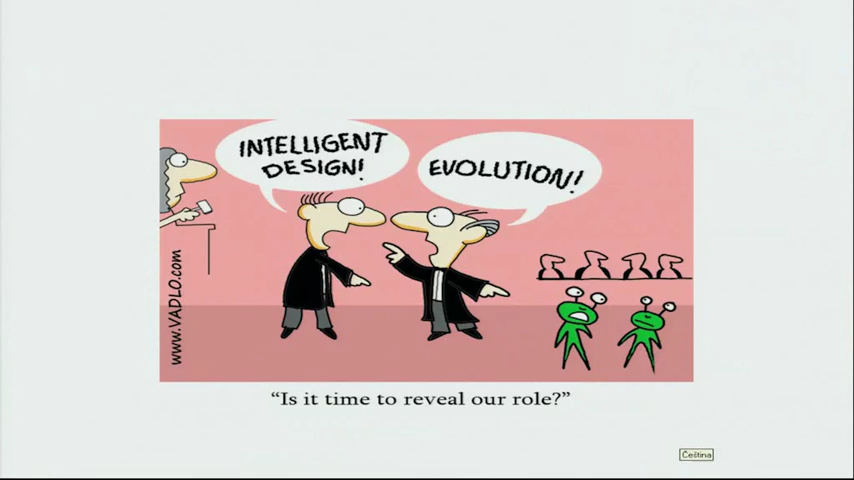 INTELLIGENT
DESIGN!
EVOLUTION!
www.VADLO.com
“Is it time to reveal our role?”
Čeština